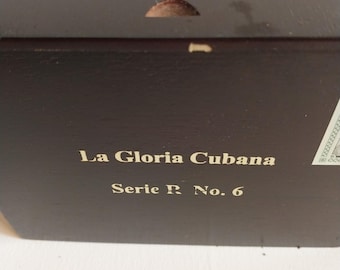 La Gloria Cubana
Serie R No. 6